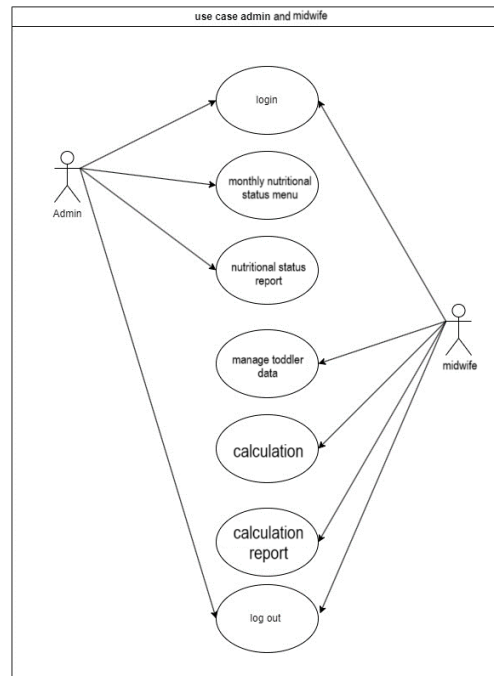 use case admin and midwife
login
monthly nutritional
status menu
Admin
nutritional status
report
manage toddler
data
midwife
calculation
calculation
report
log out